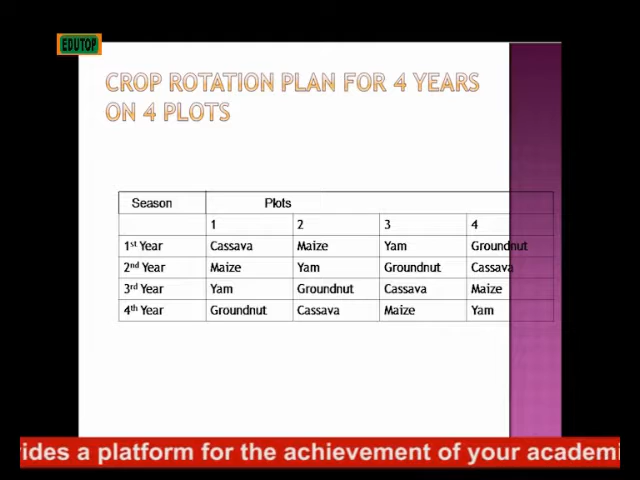 EDUTOP
CROP ROTATION PLAN FOR 4 YEARS
ON 4 PLOTS
Season Plots
1 2 3 4
1st Year Cassava Maize Yam Groundnut
2nd Year Maize Yam Groundnut Cassava
3rd Year Yam Groundnut Cassava Maize
4th Year Groundnut Cassava Maize Yam
ides a platform for the achievement of your academi